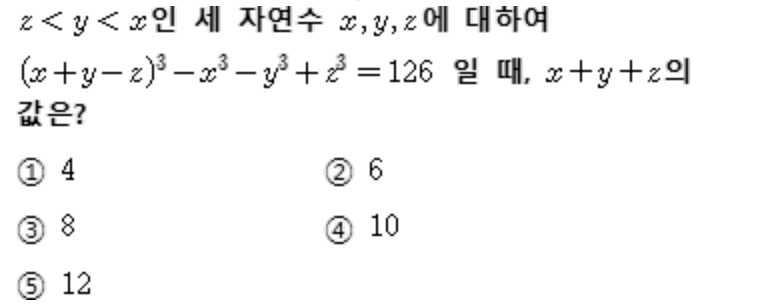 z < y < x인 세 자연수 x, y, z에 대하여
(x+y−z)³−x³−y³+z³=126 일 때, x+y+z의
값은?
① 4 ② 6
③ 8 ④ 10
⑤ 12